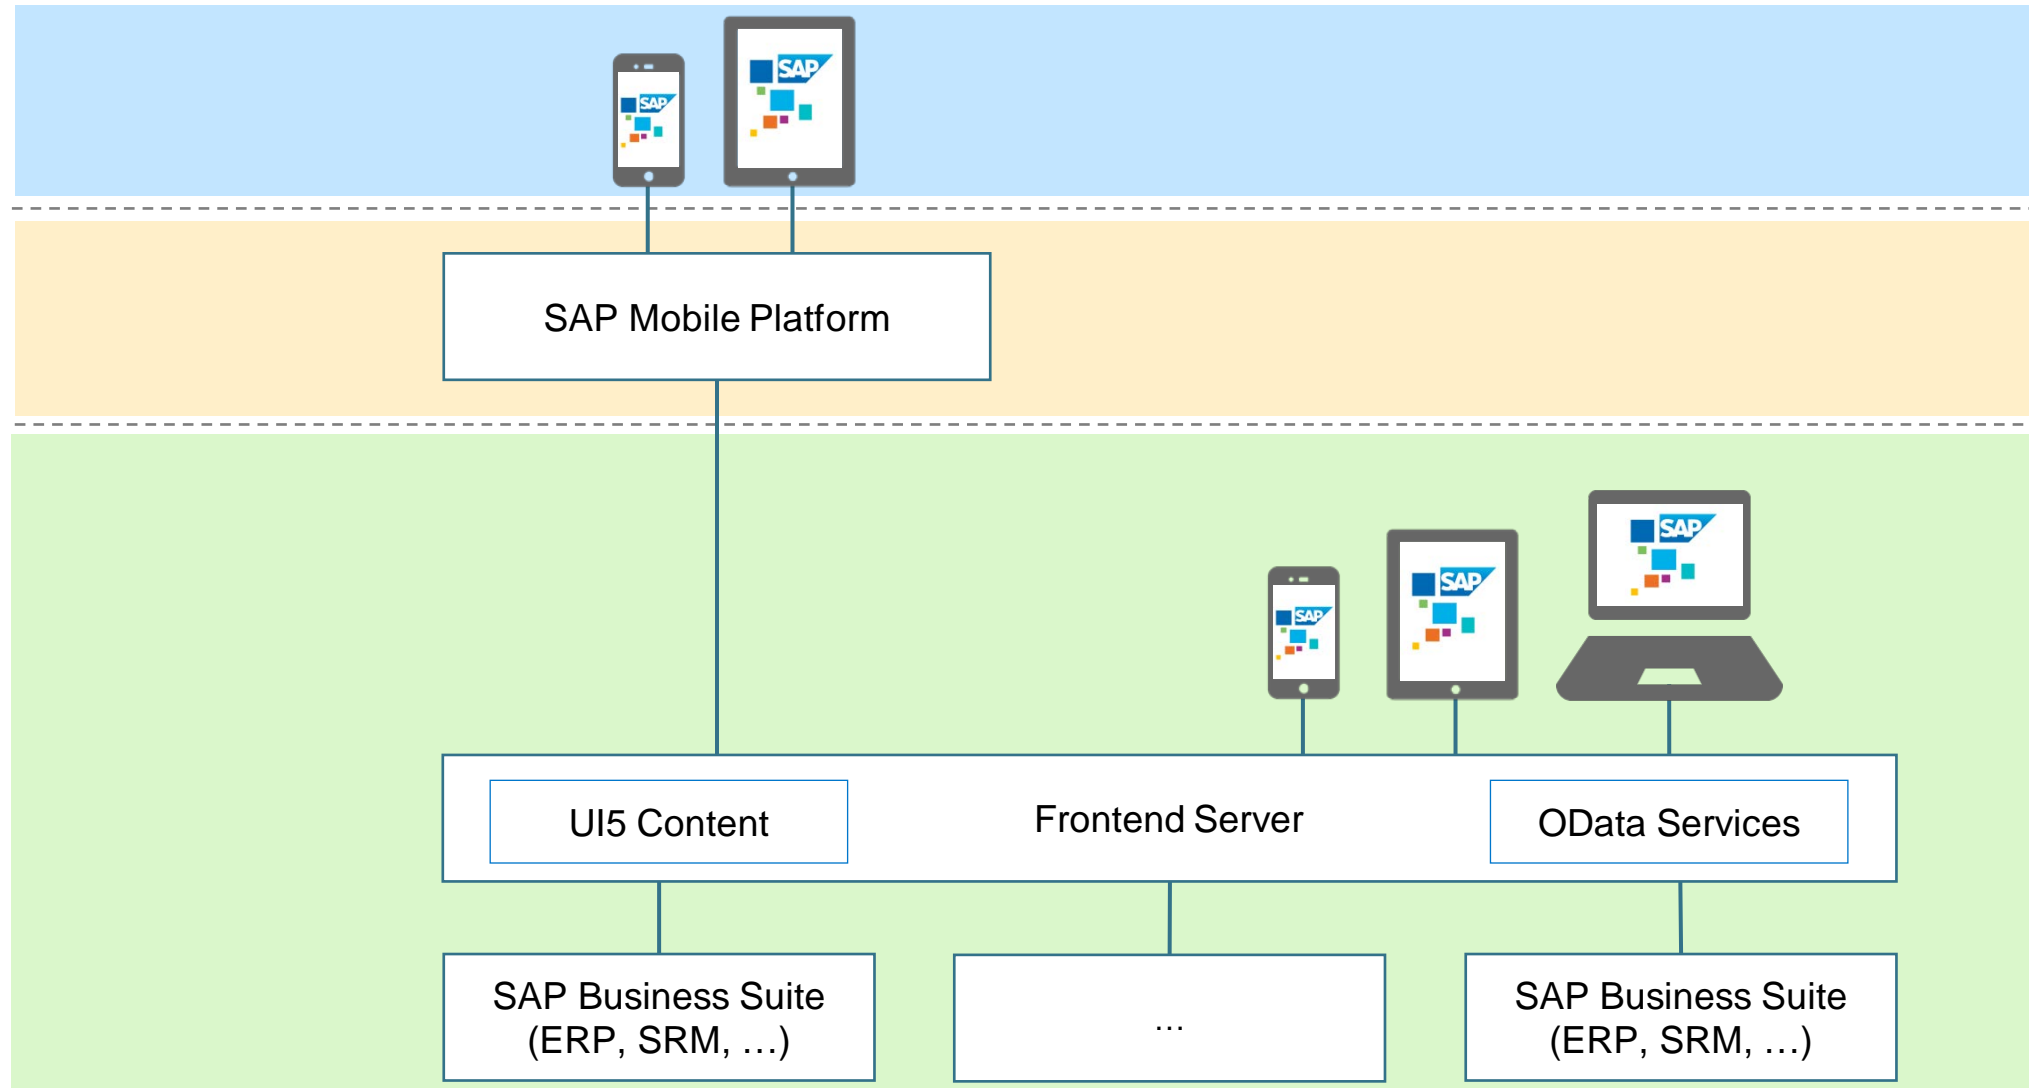 SAP
SAP
SAP Mobile Platform
SAP
SAP
SAP
UI5 Content
Frontend Server
OData Services
SAP Business Suite
(ERP, SRM, …)
…
SAP Business Suite
(ERP, SRM, …)